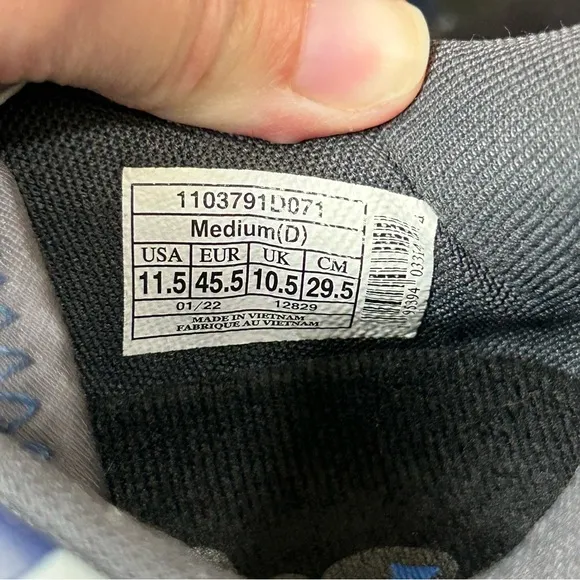 1103791D071
Medium(D)
USA EUR UK CM
11.5 45.5 10.5 29.5
01/22 12829
MADE IN VIETNAM
FABRIQUE AU VIETNAM